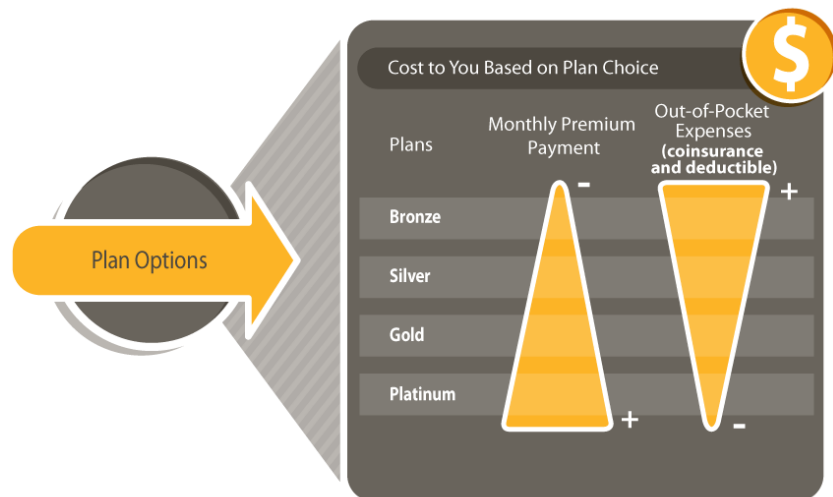 $
Cost to You Based on Plan Choice
Plans
Monthly Premium
Payment
Out-of-Pocket
Expenses
(coinsurance
and deductible)
-
+
Bronze
Plan Options
Silver
Gold
Platinum
+
-